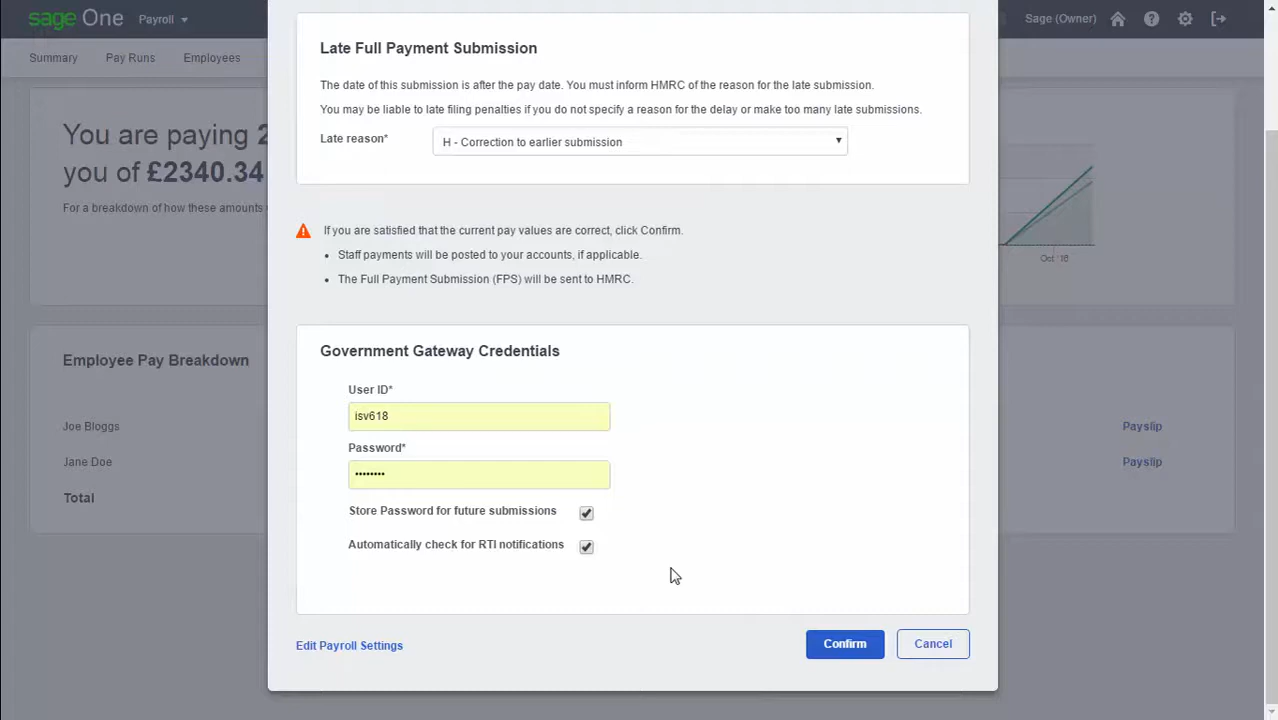 sage One
Payroll
Sage (Owner)
Summary
Pay Runs
Employees
Late Full Payment Submission
The date of this submission is after the pay date. You must inform HMRC of the reason for the late submission.
You may be liable to late filing penalties if you do not specify a reason for the delay or make too many late submissions.
Late reason*
H - Correction to earlier submission
You are paying 2
you of £2340.34
For a breakdown of how these amounts
Oct '16
If you are satisfied that the current pay values are correct, click Confirm.
• Staff payments will be posted to your accounts, if applicable.
• The Full Payment Submission (FPS) will be sent to HMRC.
Government Gateway Credentials
User ID*
isv618
Password*
••••••••
Store Password for future submissions
Automatically check for RTI notifications
Edit Payroll Settings
Confirm
Cancel
Employee Pay Breakdown
Joe Bloggs
Payslip
Jane Doe
Payslip
Total